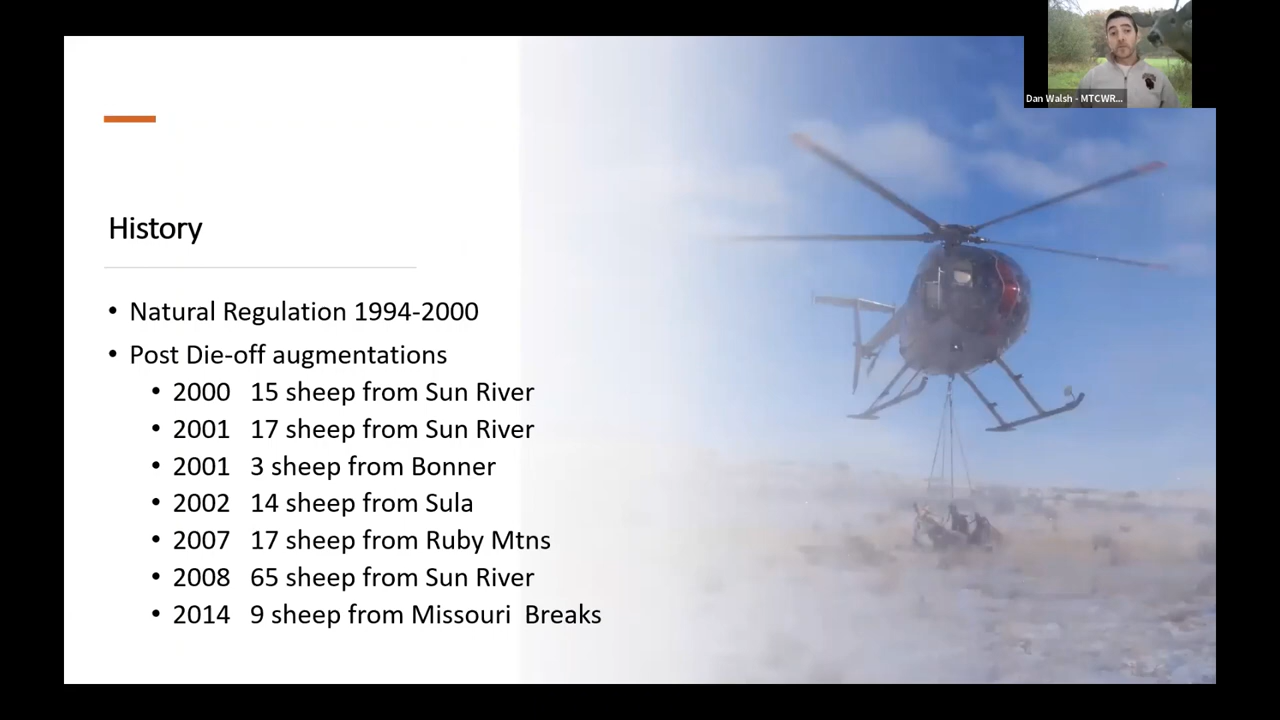 Dan Walsh - MTCWR...
History
• Natural Regulation 1994-2000
• Post Die-off augmentations
• 2000 15 sheep from Sun River
• 2001 17 sheep from Sun River
• 2001 3 sheep from Bonner
• 2002 14 sheep from Sula
• 2007 17 sheep from Ruby Mtns
• 2008 65 sheep from Sun River
• 2014 9 sheep from Missouri Breaks